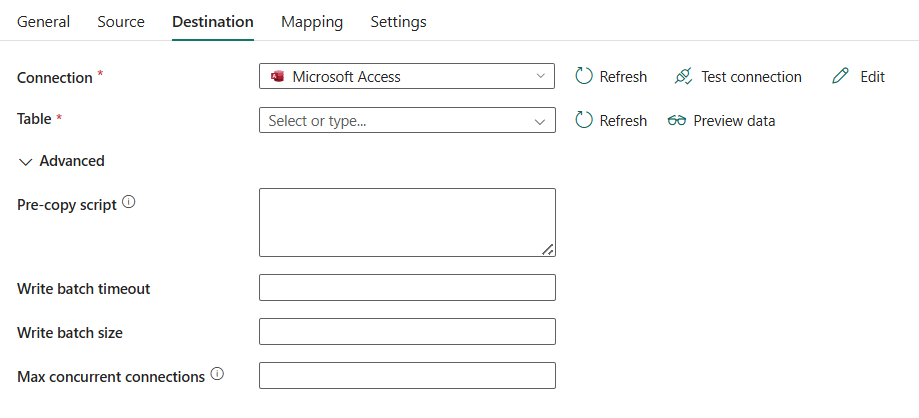 General Source Destination Mapping Settings
Connection * Microsoft Access Refresh Test connection Edit
Table * Select or type... Refresh Preview data
Advanced
Pre-copy script
Write batch timeout
Write batch size
Max concurrent connections